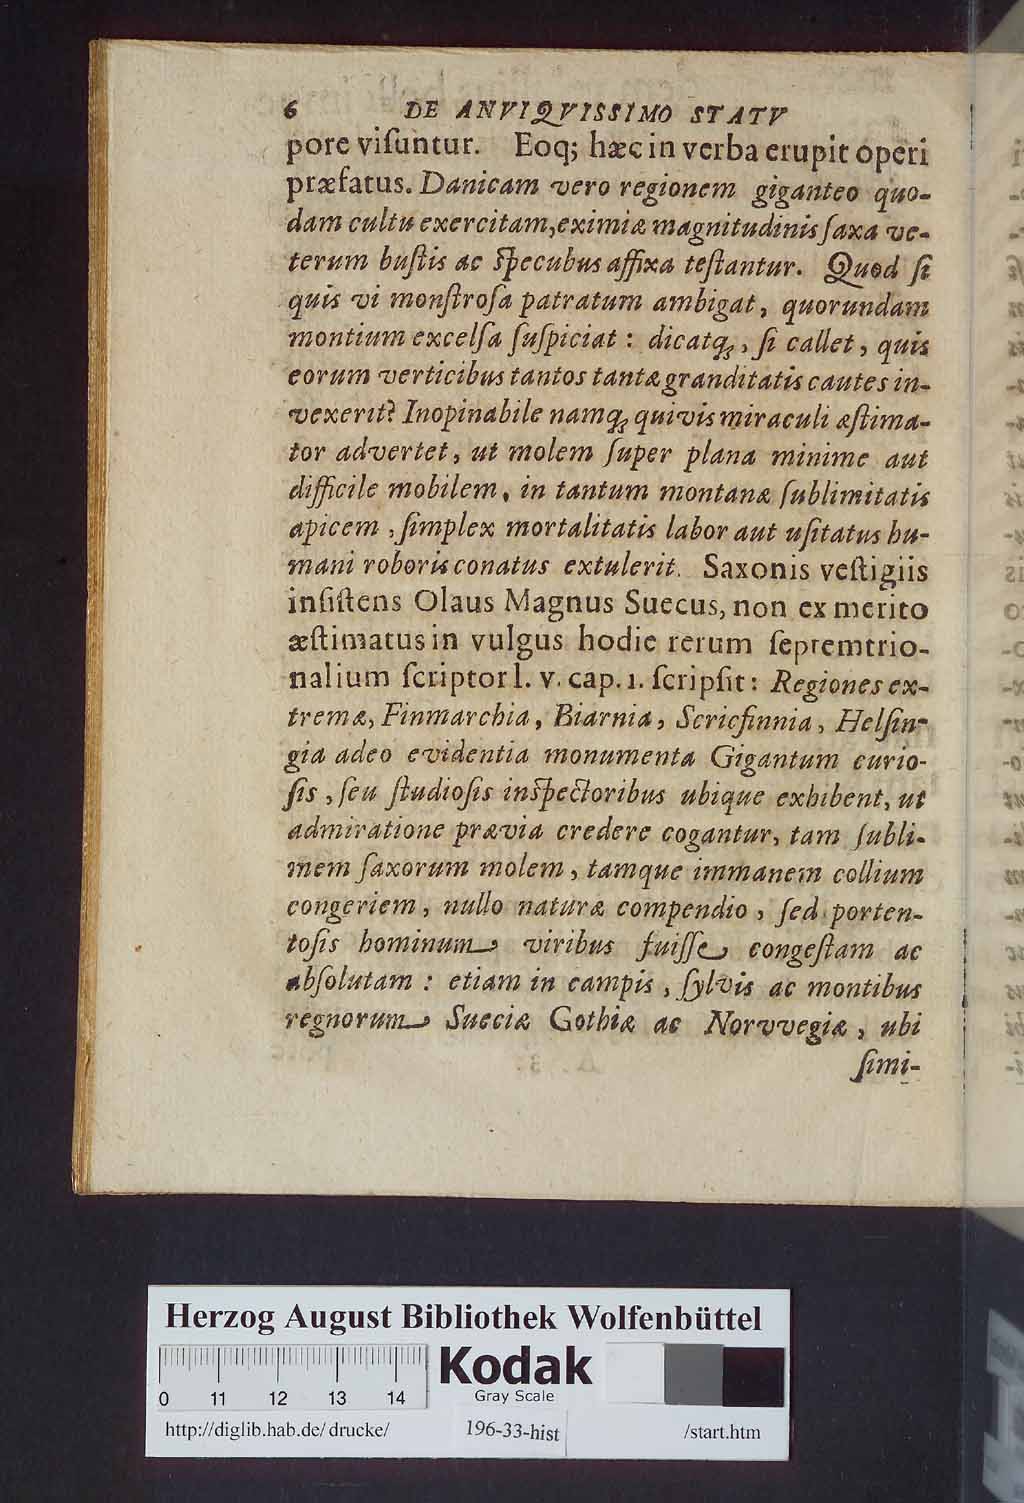 6 DE ANVIQVISSIMO STATV
pore viſuntur. Eoq; hæc in verba erupit operi
præfatus. Danicam vero regionem giganteo quo-
dam cultu exercitam, eximiæ magnitudinis ſaxa ve-
terum buſtis ac ſpecubus affixa teſtantur. Quod ſi
quis vi monſtroſa patratum ambigat, quorundam
montium excelſa ſuſpiciat: dicatq;, ſi callet, quis
eorum verticibus tantos tantæ granditatis cautes in-
vexerit? Inopinabile namq; quivis miraculi æſtima-
tor advertet, ut molem ſuper plana minime aut
difficile mobilem, in tantum montanæ ſublimitatis
apicem, ſimplex mortalitatis labor aut uſitatus hu-
mani roboris conatus extulerit. Saxonis veſtigiis
inſiſtens Olaus Magnus Suecus, non ex merito
æſtimatus in vulgus hodie rerum ſepremtrio-
nalium ſcriptor l. v. cap. 1. ſcripſit: Regiones ex-
tremæ, Finmarchia, Biarnia, Scricfinnia, Helſin-
gia adeo evidentia monumenta Gigantum curio-
ſis, ſeu ſtudioſis inſpectoribus ubique exhibent, ut
admiratione prævia credere cogantur, tam ſubli-
mem ſaxorum molem, tamque immanem collium
congeriem, nullo naturæ compendio, ſed porten-
toſis hominum viribus fuiſſe congeſtam ac
abſolutam: etiam in campis, ſylvis ac montibus
regnorum Sueciæ Gothiæ ac Norvvegiæ, ubi
ſimi-
Herzog August Bibliothek Wolfenbüttel
0 11 12 13 14
Kodak
Gray Scale
http://diglib.hab.de/drucke/ 196-33-hist /start.htm